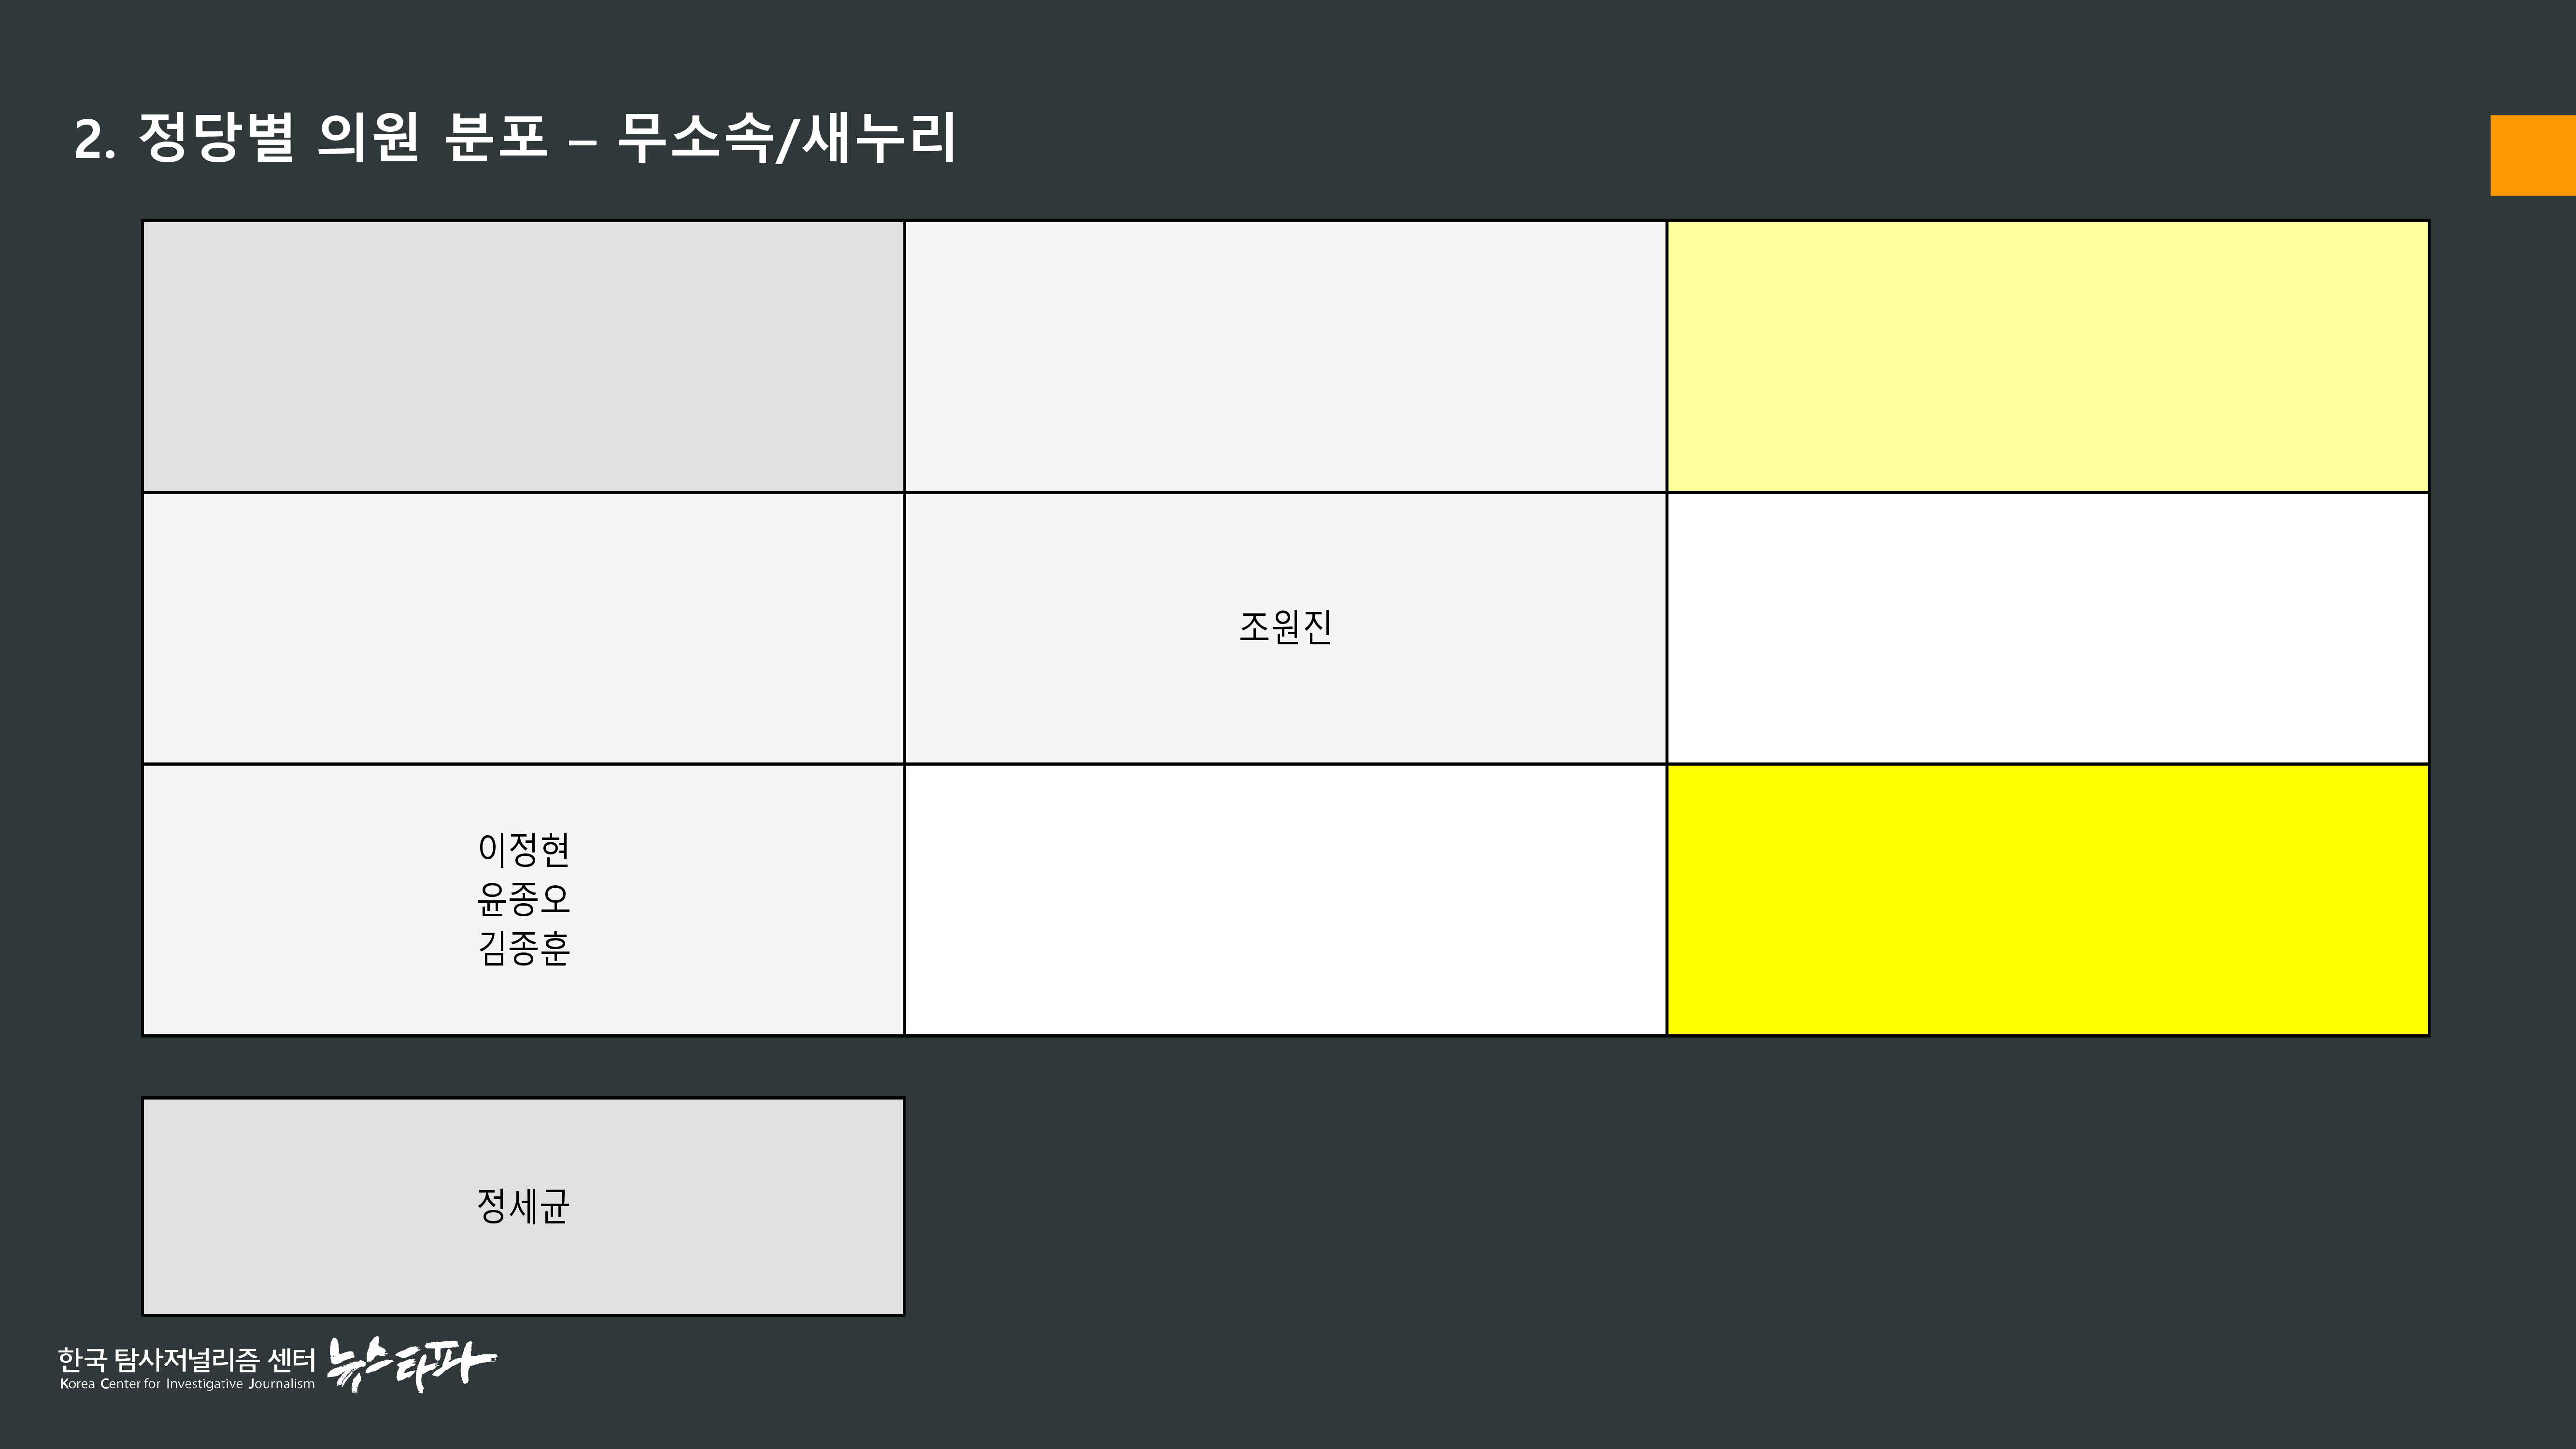 2. 정당별 의원 분포 – 무소속/새누리
조원진
이정현
윤종오
김종훈
정세균
한국 탐사저널리즘 센터 뉴스타파
Korea Center for Investigative Journalism